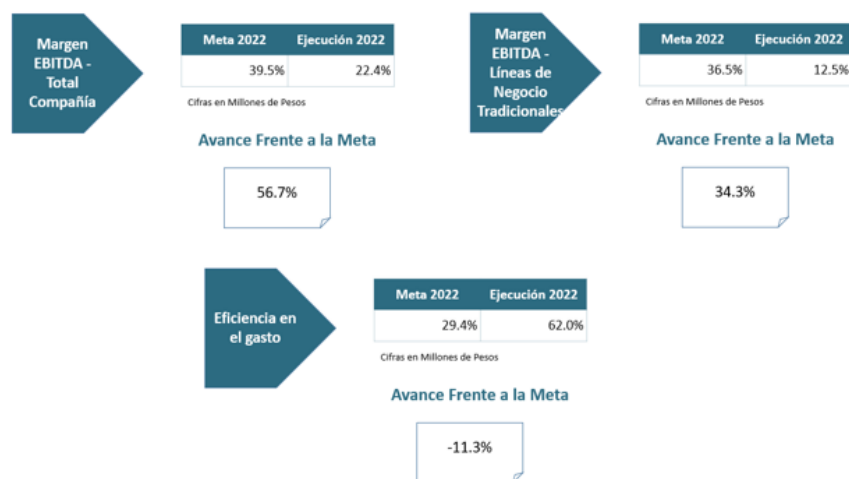 Margen
EBITDA -
Total
Compañía
Meta 2022 Ejecución 2022
39.5% 22.4%
Cifras en Millones de Pesos
Avance Frente a la Meta
56.7%
Margen
EBITDA -
Líneas de
Negocio
Tradicionales
Meta 2022 Ejecución 2022
36.5% 12.5%
Cifras en Millones de Pesos
Avance Frente a la Meta
34.3%
Eficiencia en
el gasto
Meta 2022 Ejecución 2022
29.4% 62.0%
Cifras en Millones de Pesos
Avance Frente a la Meta
-11.3%